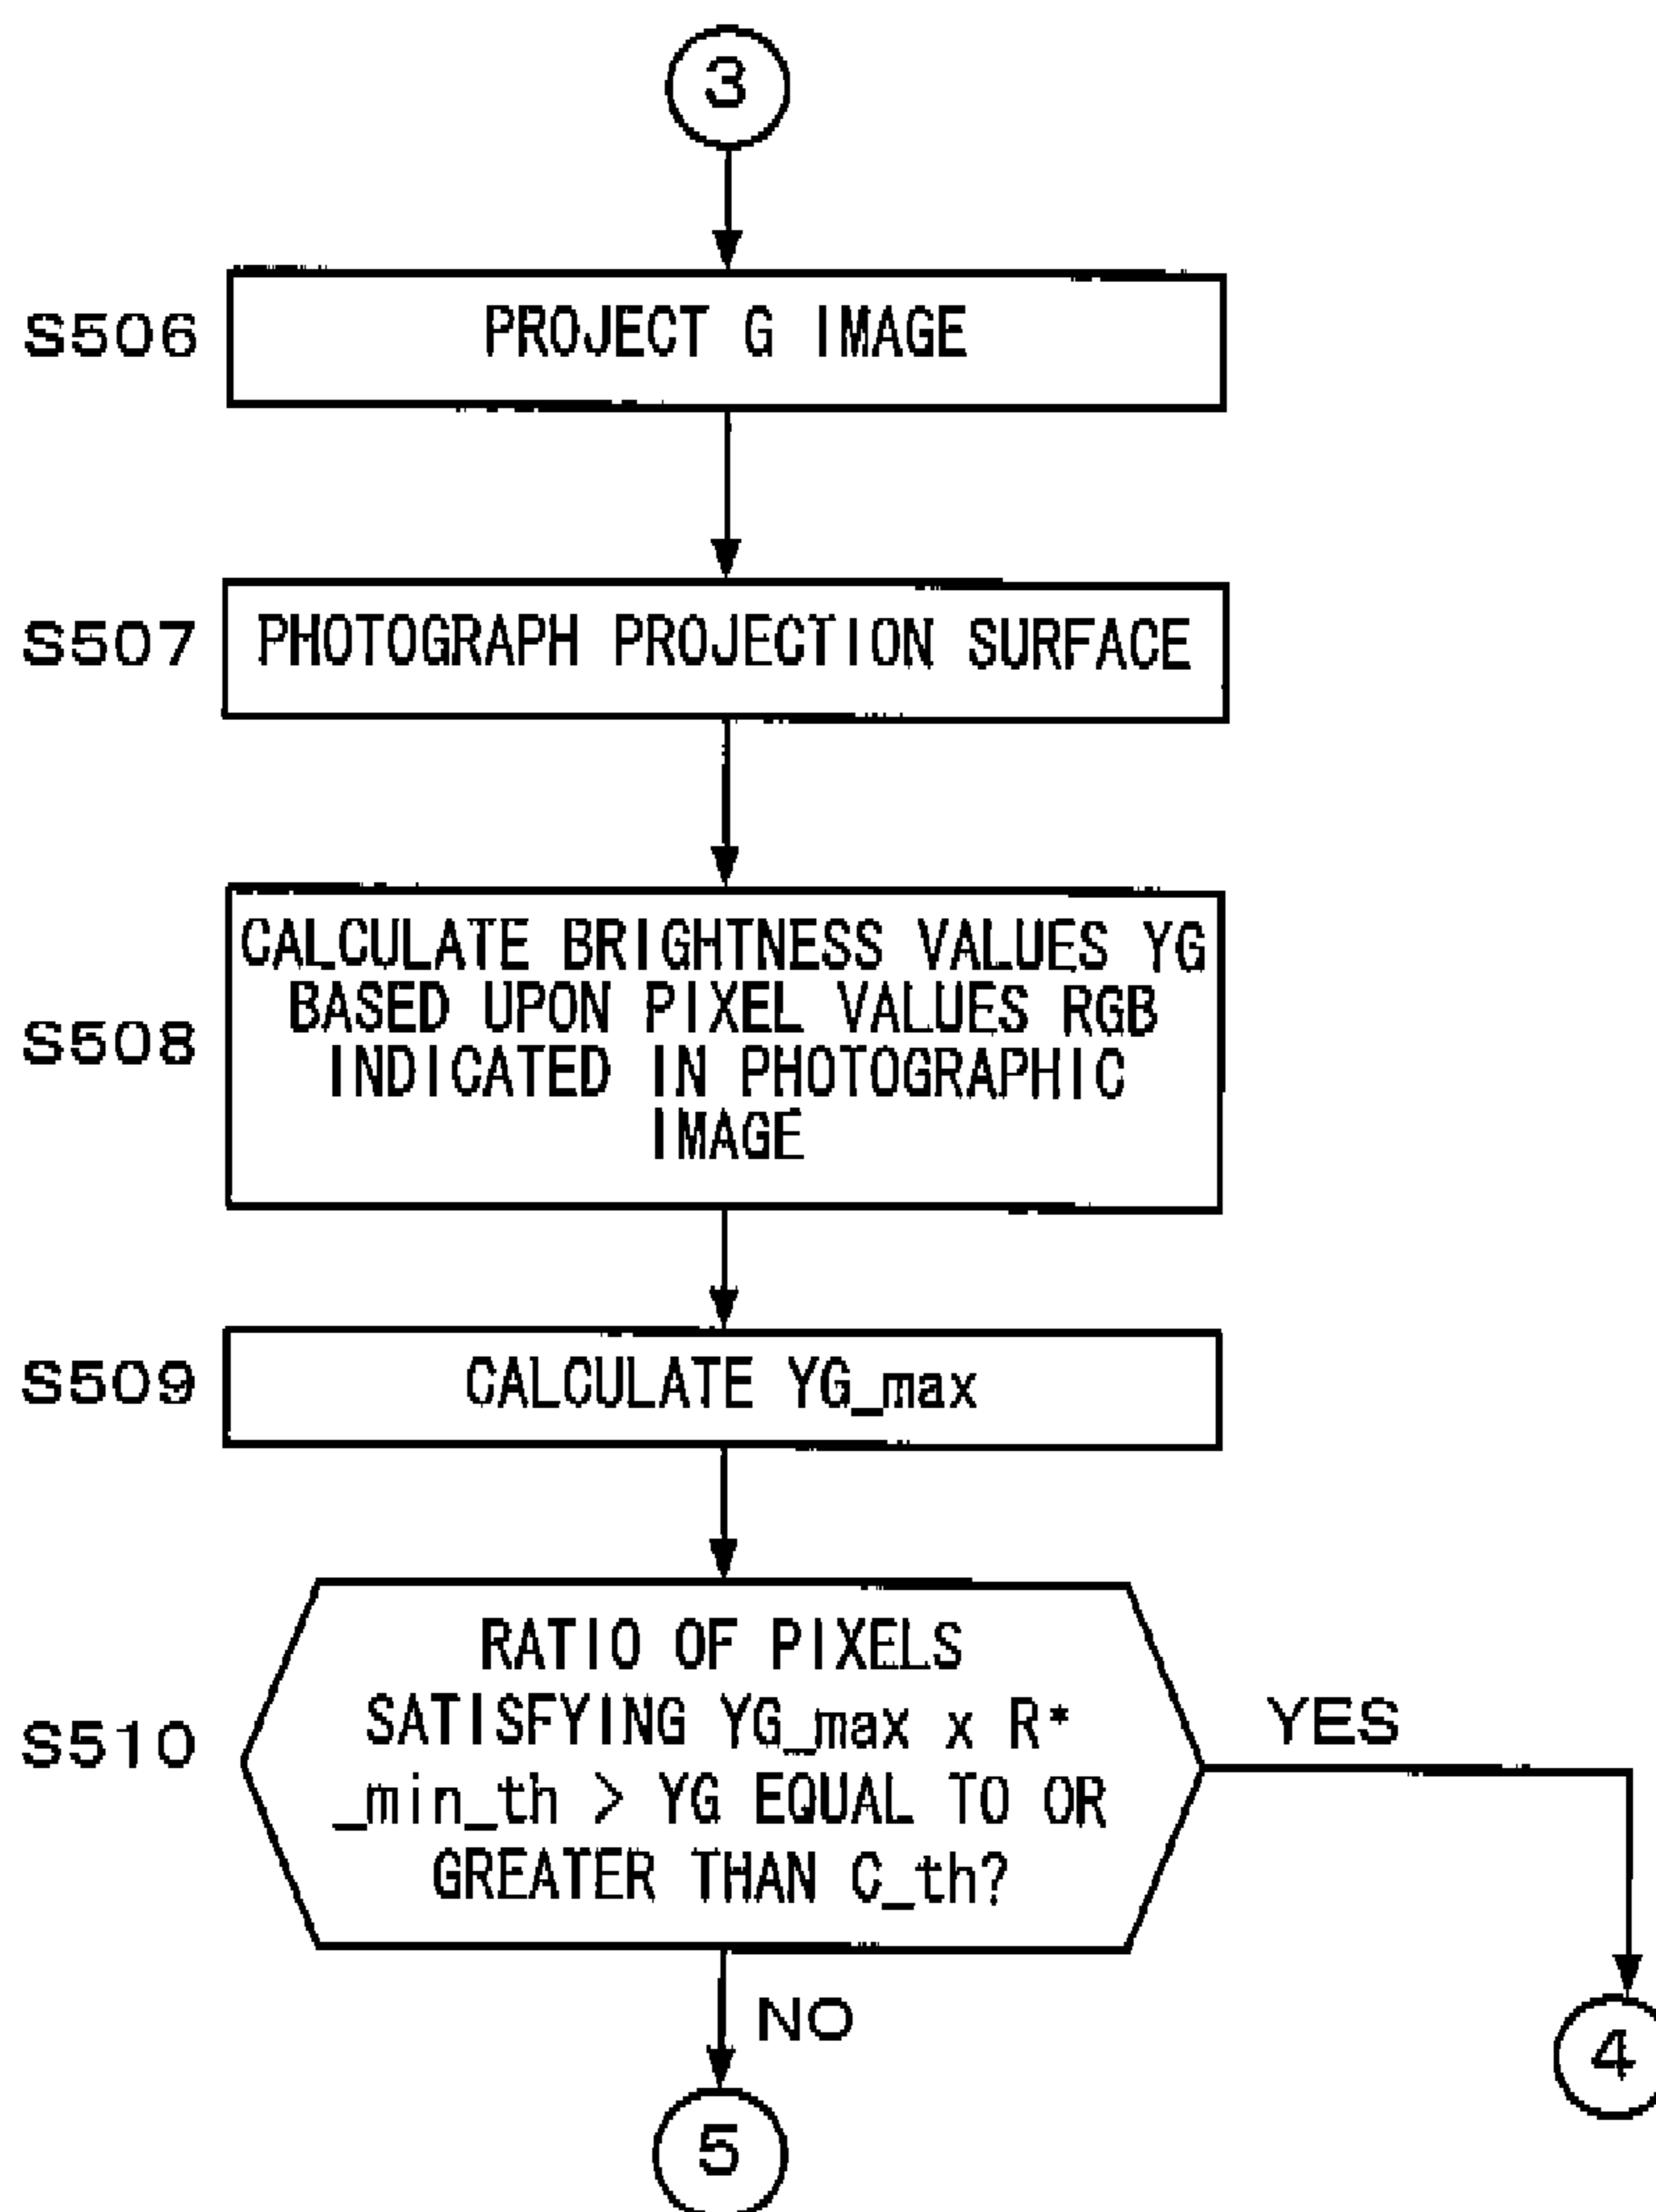 3
S506
PROJECT G IMAGE
S507
PHOTOGRAPH PROJECTION SURFACE
S508
CALCULATE BRIGHTNESS VALUES YG
BASED UPON PIXEL VALUES RGB
INDICATED IN PHOTOGRAPHIC
IMAGE
S509
CALCULATE YG_max
S510
RATIO OF PIXELS
SATISFYING YG_max x R*
_min_th > YG EQUAL TO OR
GREATER THAN C_th?
YES
NO
4
5